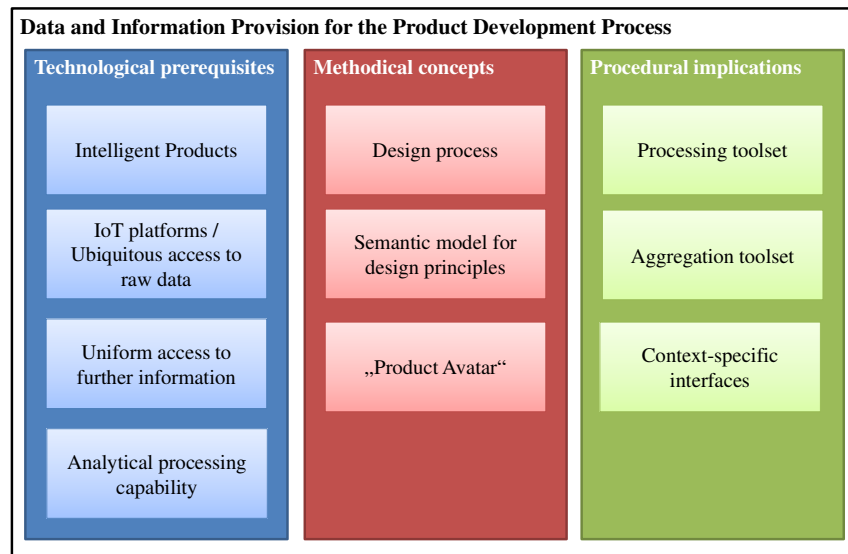 Data and Information Provision for the Product Development Process
Technological prerequisites
Intelligent Products
IoT platforms /
Ubiquitous access to
raw data
Uniform access to
further information
Analytical processing
capability
Methodical concepts
Design process
Semantic model for
design principles
„Product Avatar“
Procedural implications
Processing toolset
Aggregation toolset
Context-specific
interfaces